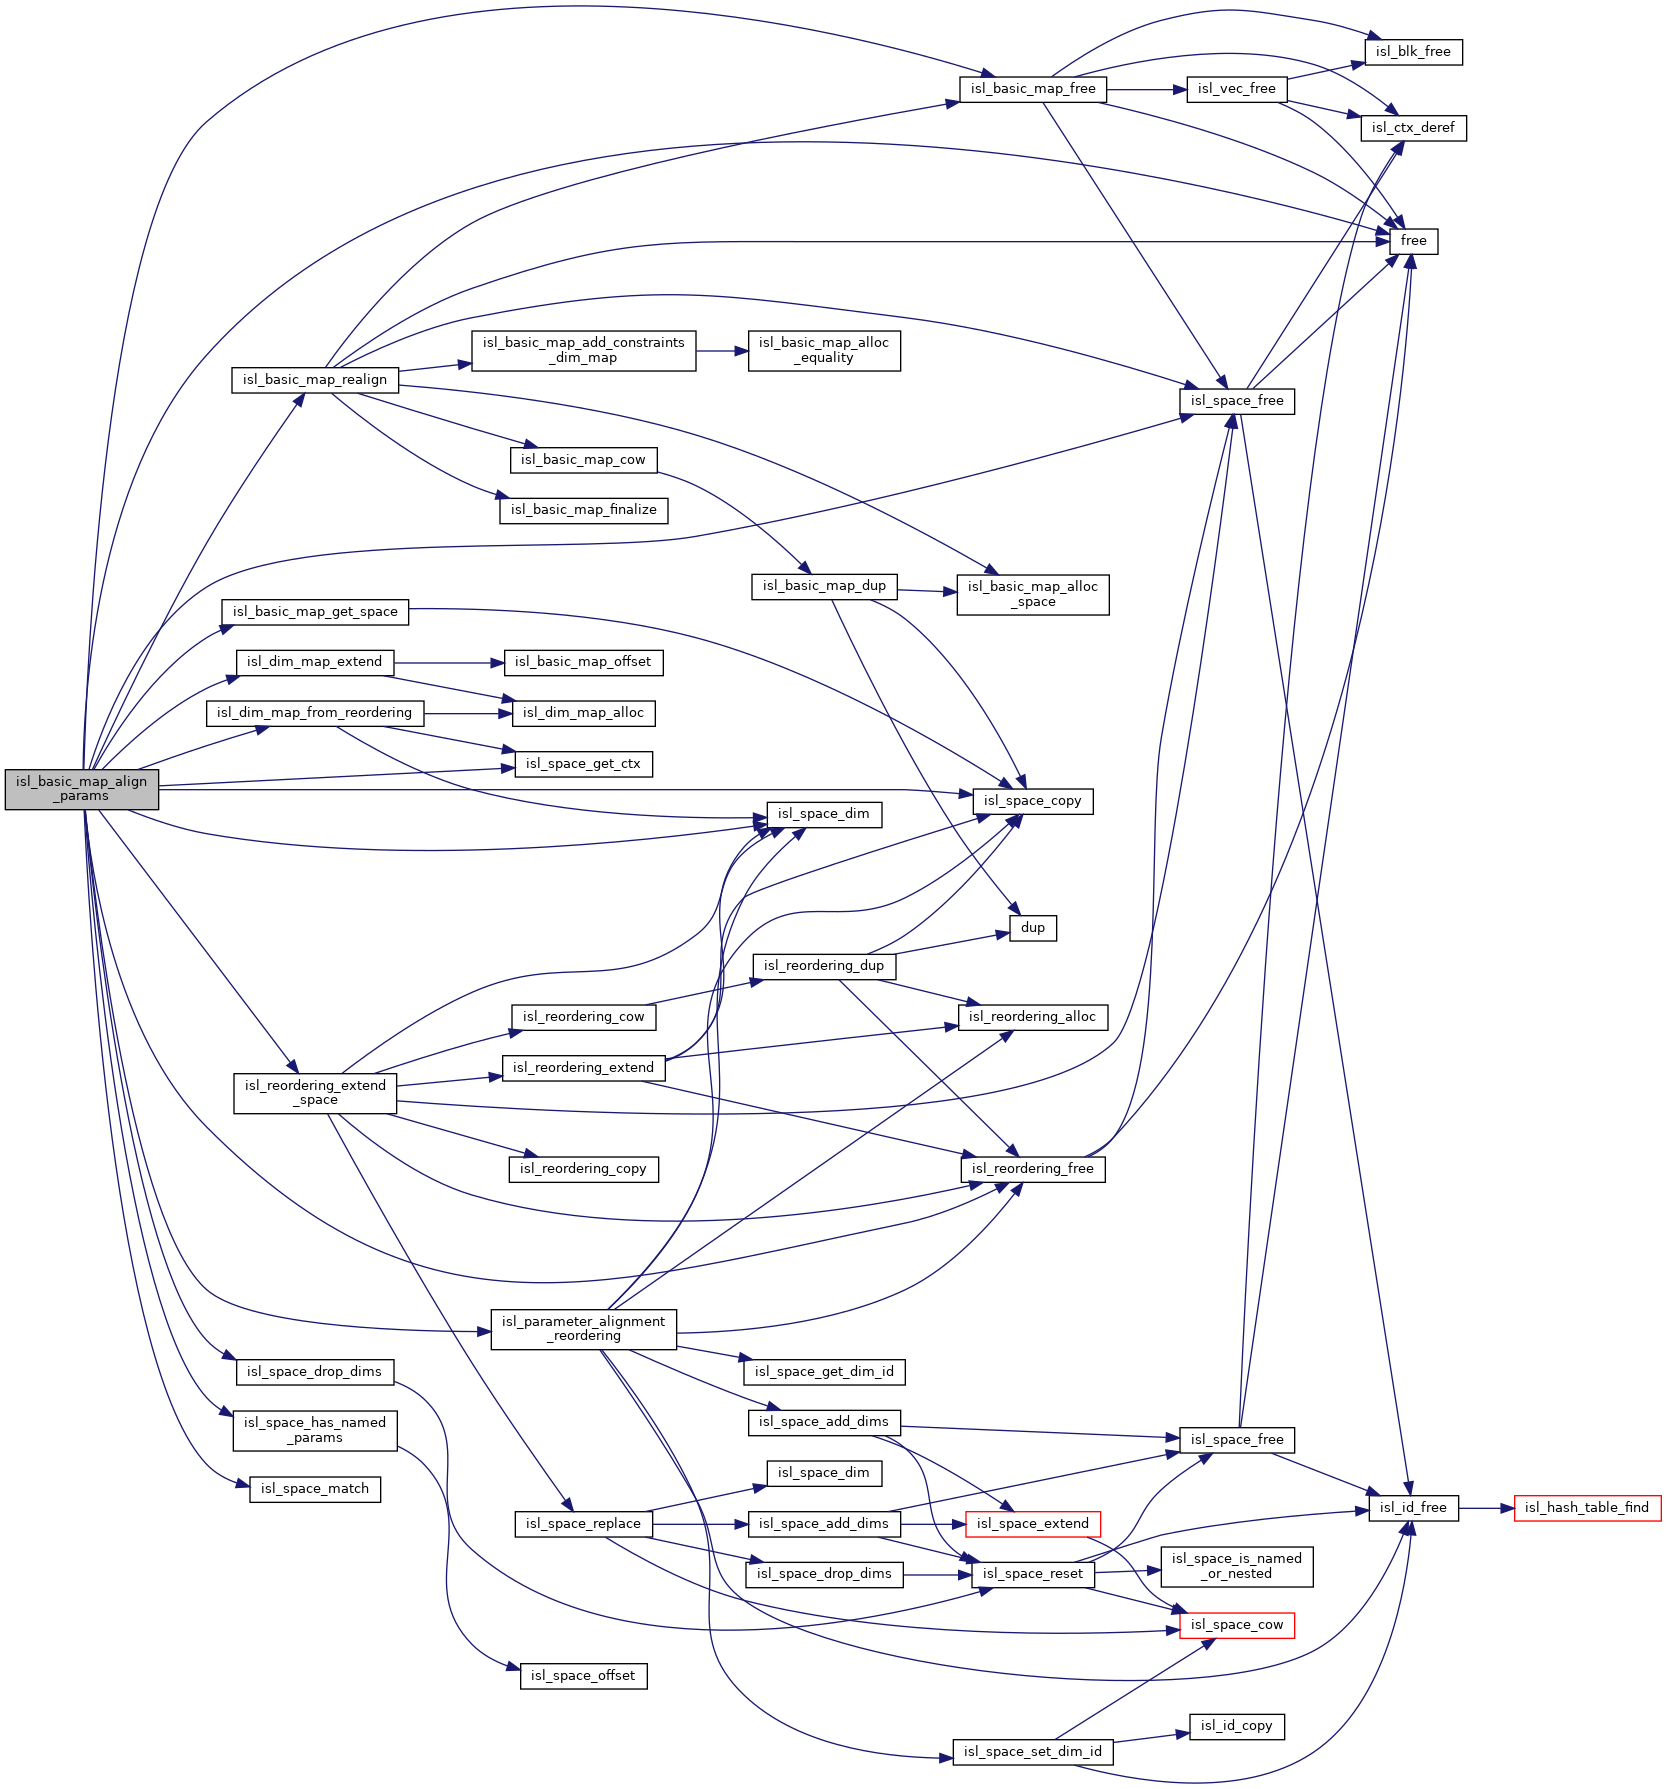 isl_blk_free
isl_basic_map_free
isl_vec_free
isl_ctx_deref
free
isl_basic_map_add_constraints
_dim_map
isl_basic_map_alloc
_equality
isl_basic_map_realign
isl_space_free
isl_basic_map_cow
isl_basic_map_finalize
isl_basic_map_dup
isl_basic_map_alloc
_space
isl_basic_map_get_space
isl_dim_map_extend
isl_basic_map_offset
isl_dim_map_from_reordering
isl_dim_map_alloc
isl_space_get_ctx
isl_basic_map_align
_params
isl_space_copy
isl_space_dim
dup
isl_reordering_dup
isl_reordering_cow
isl_reordering_alloc
isl_reordering_extend
isl_reordering_extend
_space
isl_reordering_copy
isl_reordering_free
isl_parameter_alignment
_reordering
isl_space_drop_dims
isl_space_get_dim_id
isl_space_has_named
_params
isl_space_add_dims
isl_space_free
isl_space_match
isl_space_dim
isl_id_free
isl_hash_table_find
isl_space_replace
isl_space_add_dims
isl_space_extend
isl_space_drop_dims
isl_space_reset
isl_space_is_named
_or_nested
isl_space_cow
isl_space_offset
isl_id_copy
isl_space_set_dim_id